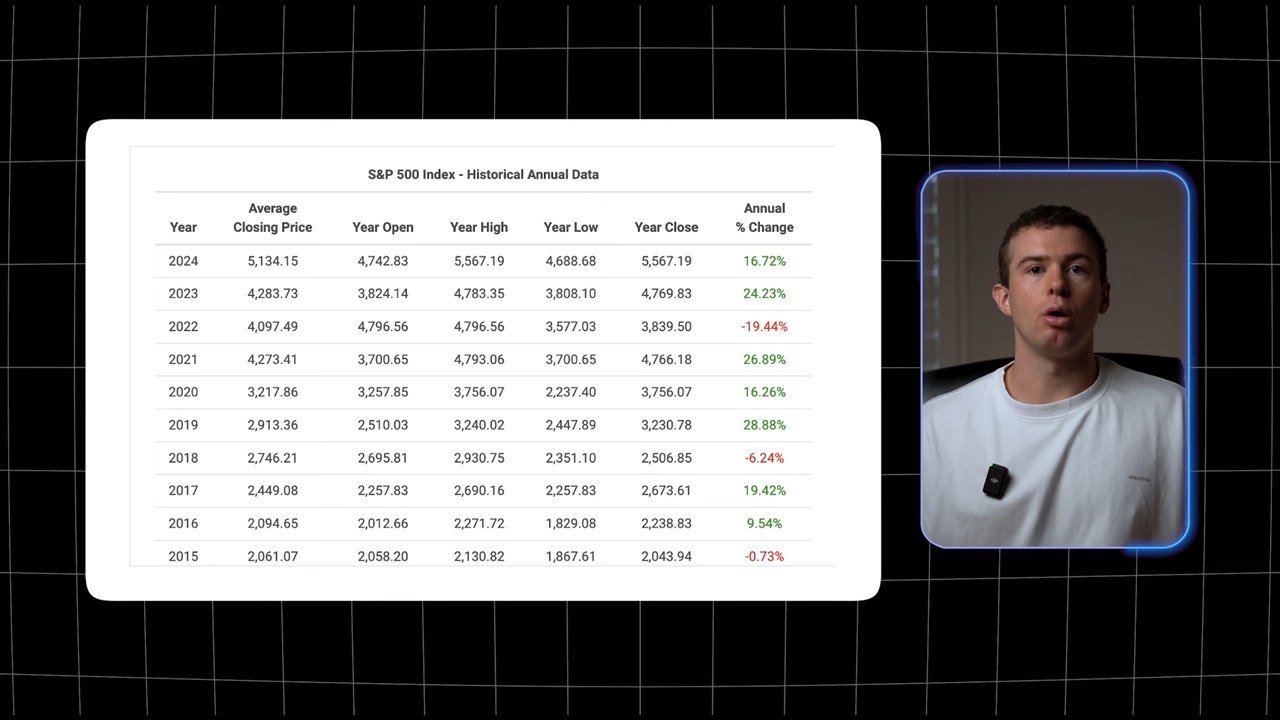 S&P 500 Index - Historical Annual Data
Year Average Closing Price Year Open Year High Year Low Year Close Annual % Change
2024 5,134.15 4,742.83 5,567.19 4,688.68 5,567.19 16.72%
2023 4,283.73 3,824.14 4,783.35 3,808.10 4,769.83 24.23%
2022 4,097.49 4,796.56 4,796.56 3,577.03 3,839.50 -19.44%
2021 4,273.41 3,700.65 4,793.06 3,700.65 4,766.18 26.89%
2020 3,217.86 3,257.85 3,756.07 2,237.40 3,756.07 16.26%
2019 2,913.36 2,510.03 3,240.02 2,447.89 3,230.78 28.88%
2018 2,746.21 2,695.81 2,930.75 2,351.10 2,506.85 -6.24%
2017 2,449.08 2,257.83 2,690.16 2,257.83 2,673.61 19.42%
2016 2,094.65 2,012.66 2,271.72 1,829.08 2,238.83 9.54%
2015 2,061.07 2,058.20 2,130.82 1,867.61 2,043.94 -0.73%